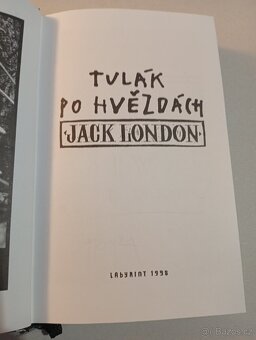 TULÁK
PO HVĚZDÁCH
JACK LONDON
LABYRINT 1998